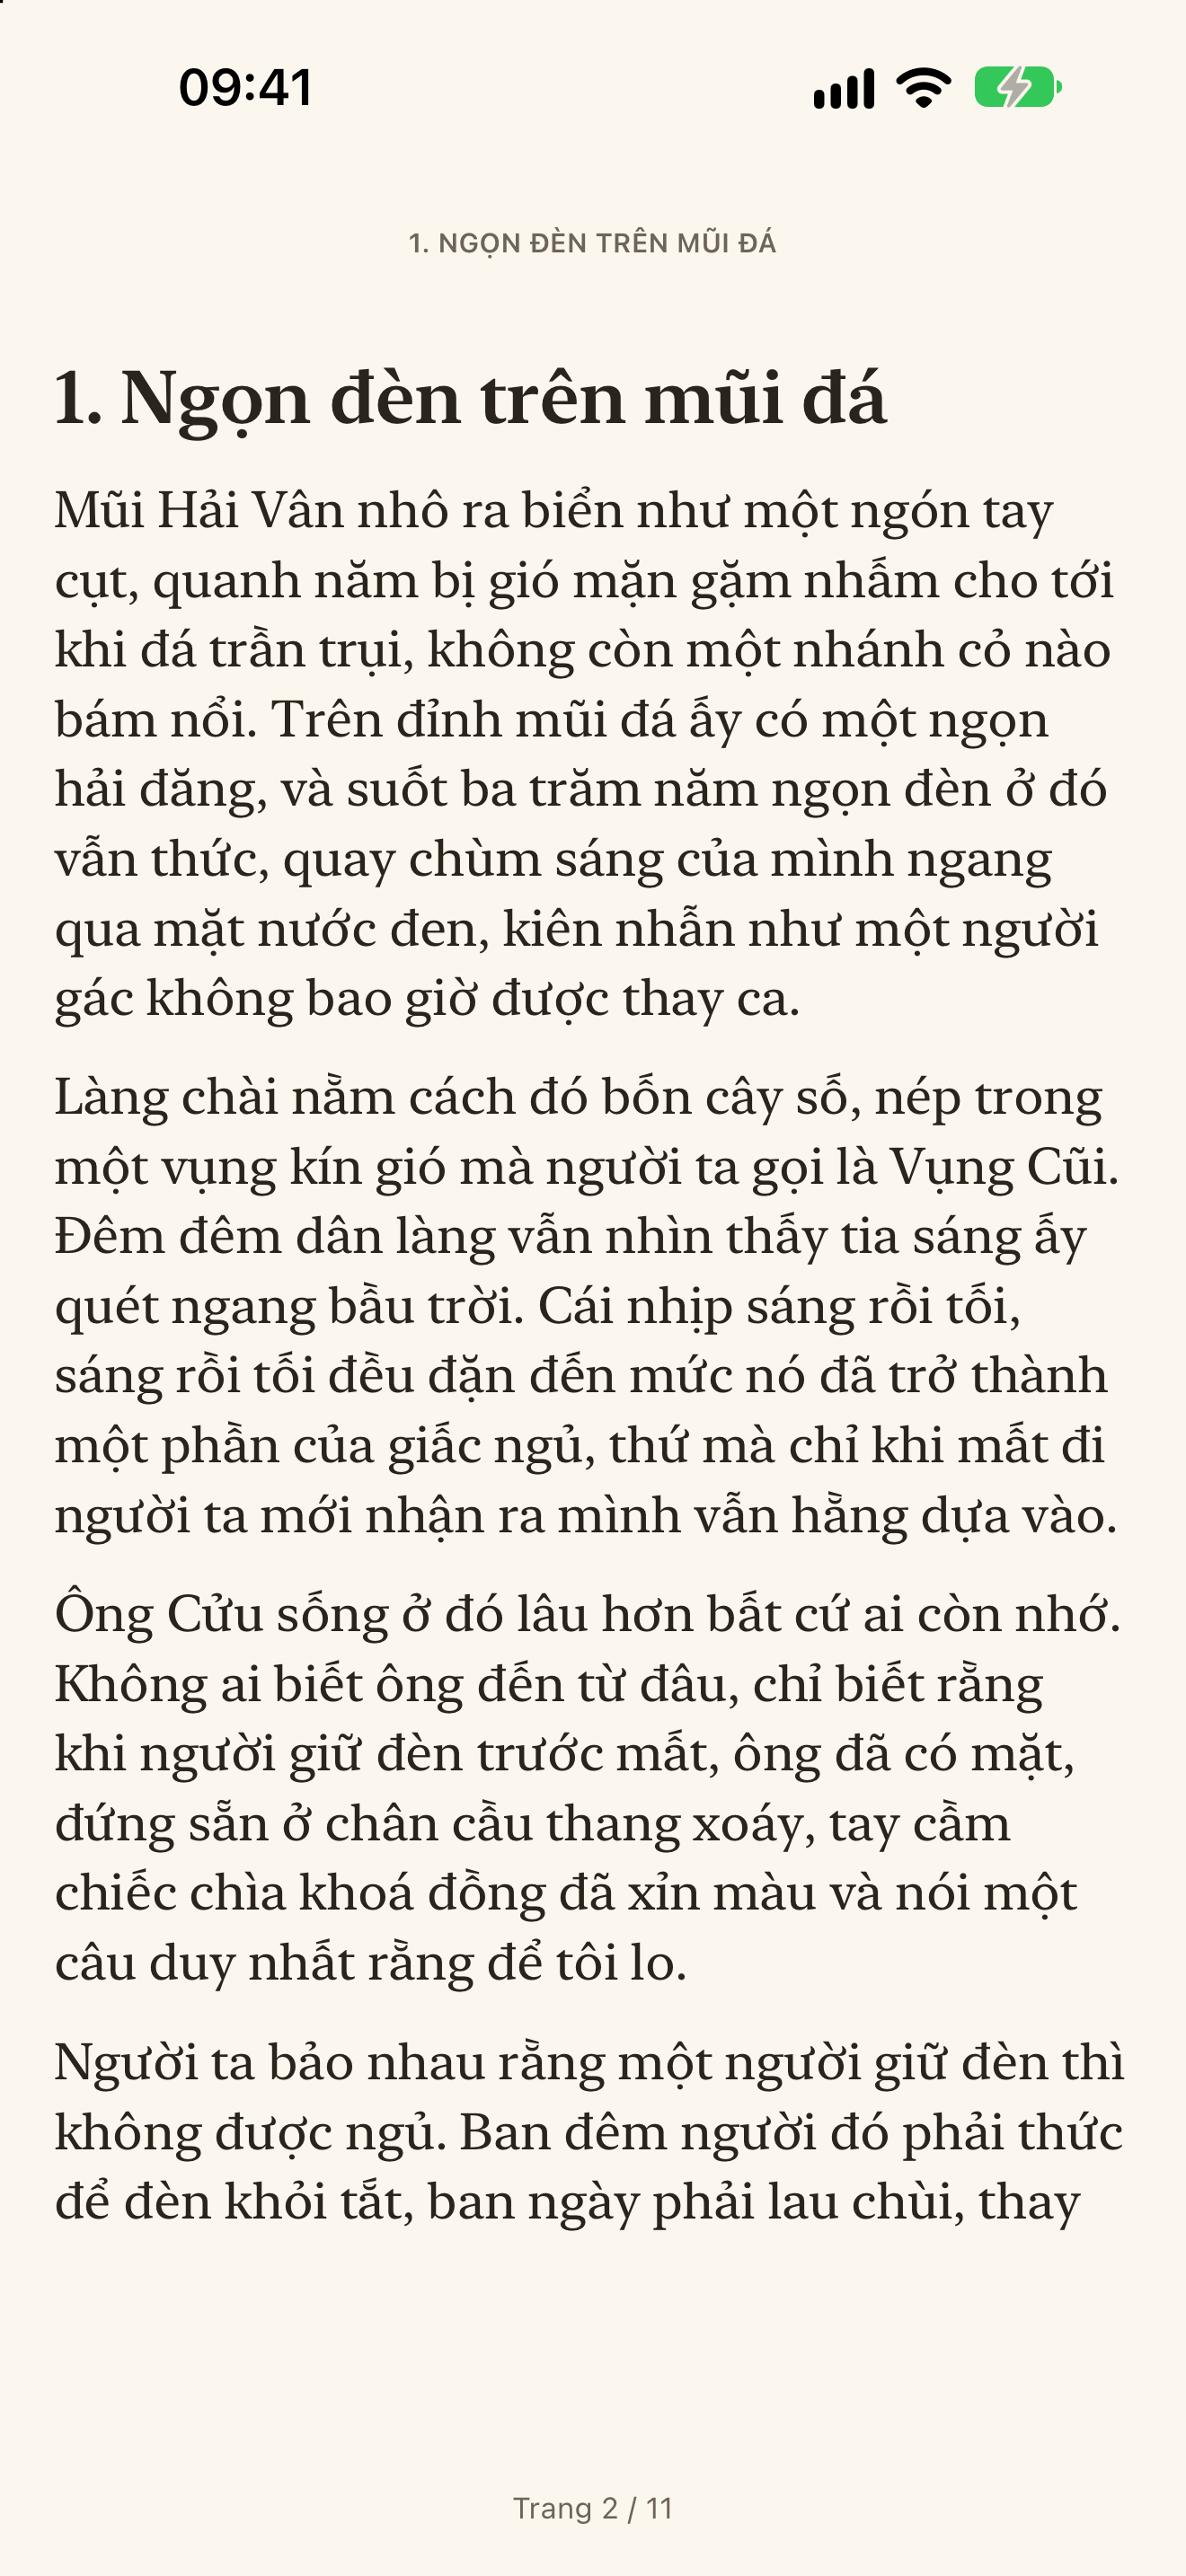 09:41
1. NGỌN ĐÈN TRÊN MŨI ĐÁ
1. Ngọn đèn trên mũi đá
Mũi Hải Vân nhô ra biển như một ngón tay
cụt, quanh năm bị gió mặn gặm nhấm cho tới
khi đá trần trụi, không còn một nhánh cỏ nào
bám nổi. Trên đỉnh mũi đá ấy có một ngọn
hải đăng, và suốt ba trăm năm ngọn đèn ở đó
vẫn thức, quay chùm sáng của mình ngang
qua mặt nước đen, kiên nhẫn như một người
gác không bao giờ được thay ca.
Làng chài nằm cách đó bốn cây số, nép trong
một vụng kín gió mà người ta gọi là Vụng Cũi.
Đêm đêm dân làng vẫn nhìn thấy tia sáng ấy
quét ngang bầu trời. Cái nhịp sáng rồi tối,
sáng rồi tối đều đặn đến mức nó đã trở thành
một phần của giấc ngủ, thứ mà chỉ khi mất đi
người ta mới nhận ra mình vẫn hằng dựa vào.
Ông Cửu sống ở đó lâu hơn bất cứ ai còn nhớ.
Không ai biết ông đến từ đâu, chỉ biết rằng
khi người giữ đèn trước mất, ông đã có mặt,
đứng sẵn ở chân cầu thang xoáy, tay cầm
chiếc chìa khoá đồng đã xỉn màu và nói một
câu duy nhất rằng để tôi lo.
Người ta bảo nhau rằng một người giữ đèn thì
không được ngủ. Ban đêm người đó phải thức
để đèn khỏi tắt, ban ngày phải lau chùi, thay
Trang 2 / 11